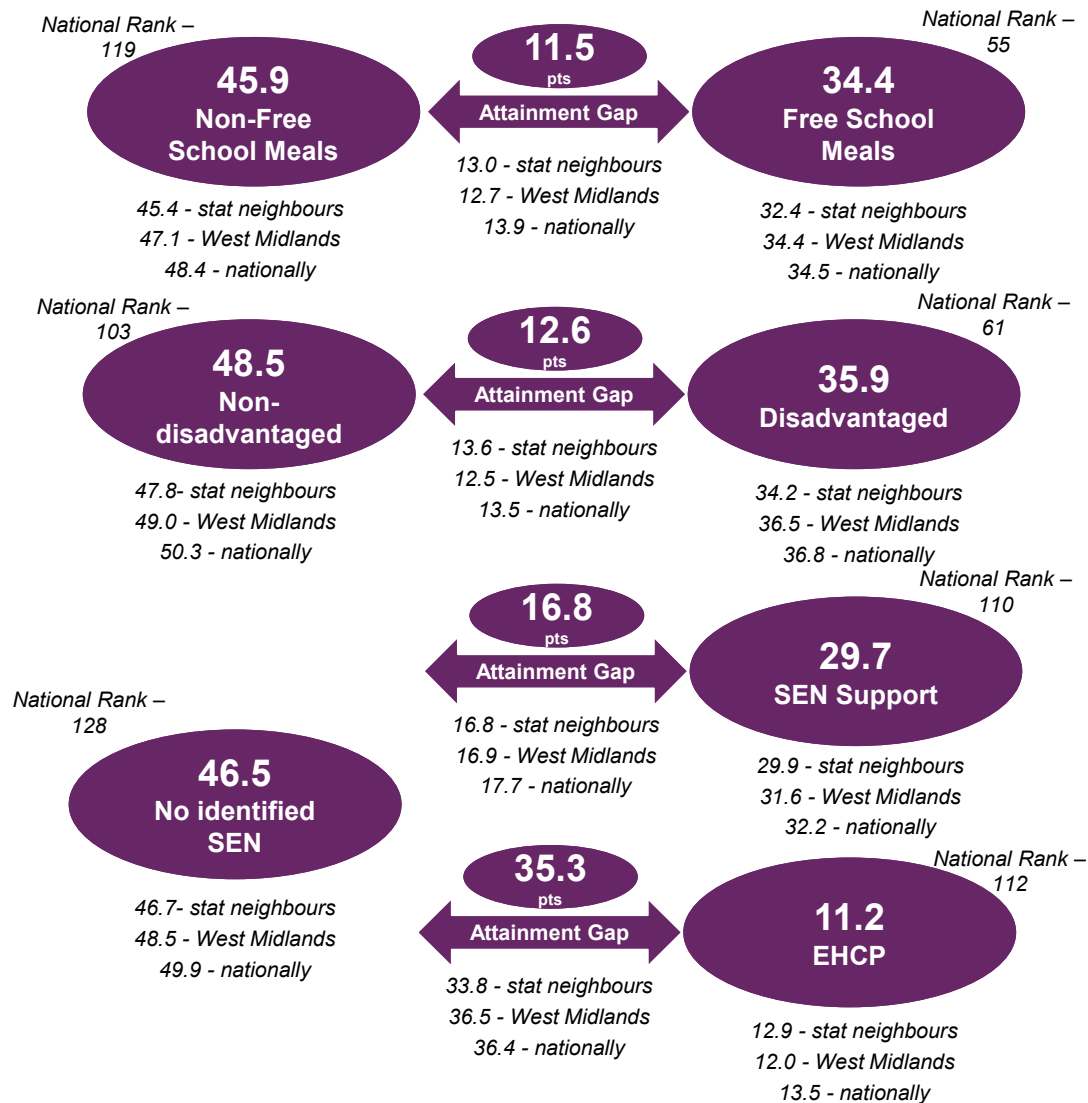 National Rank –
119
45.9
Non-Free
School Meals
45.4 - stat neighbours
47.1 - West Midlands
48.4 - nationally
11.5
pts
Attainment Gap
13.0 - stat neighbours
12.7 - West Midlands
13.9 - nationally
National Rank –
55
34.4
Free School
Meals
32.4 - stat neighbours
34.4 - West Midlands
34.5 - nationally
National Rank –
103
48.5
Non-
disadvantaged
47.8- stat neighbours
49.0 - West Midlands
50.3 - nationally
12.6
pts
Attainment Gap
13.6 - stat neighbours
12.5 - West Midlands
13.5 - nationally
National Rank –
61
35.9
Disadvantaged
34.2 - stat neighbours
36.5 - West Midlands
36.8 - nationally
National Rank –
128
46.5
No identified
SEN
46.7- stat neighbours
48.5 - West Midlands
49.9 - nationally
16.8
pts
Attainment Gap
16.8 - stat neighbours
16.9 - West Midlands
17.7 - nationally
National Rank –
110
29.7
SEN Support
29.9 - stat neighbours
31.6 - West Midlands
32.2 - nationally
35.3
pts
Attainment Gap
33.8 - stat neighbours
36.5 - West Midlands
36.4 - nationally
National Rank –
112
11.2
EHCP
12.9 - stat neighbours
12.0 - West Midlands
13.5 - nationally